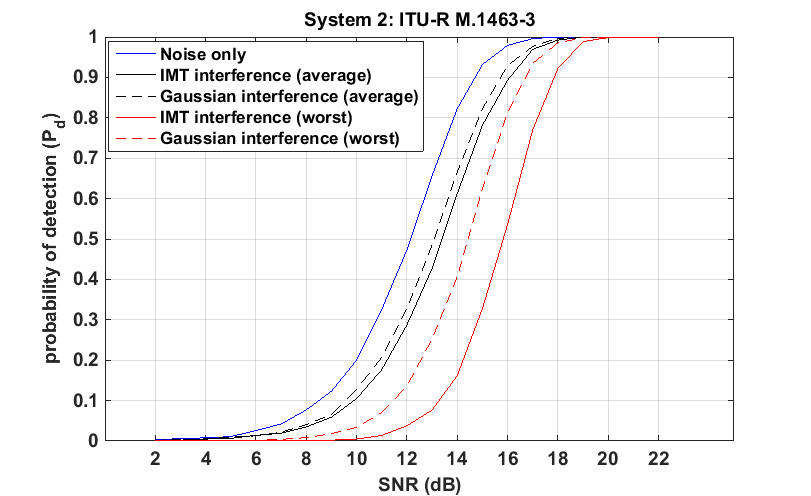 System 2: ITU-R M.1463-3
Noise only
IMT interference (average)
Gaussian interference (average)
IMT interference (worst)
Gaussian interference (worst)
probability of detection (Pd)
1
0.9
0.8
0.7
0.6
0.5
0.4
0.3
0.2
0.1
0
2 4 6 8 10 12 14 16 18 20 22
SNR (dB)